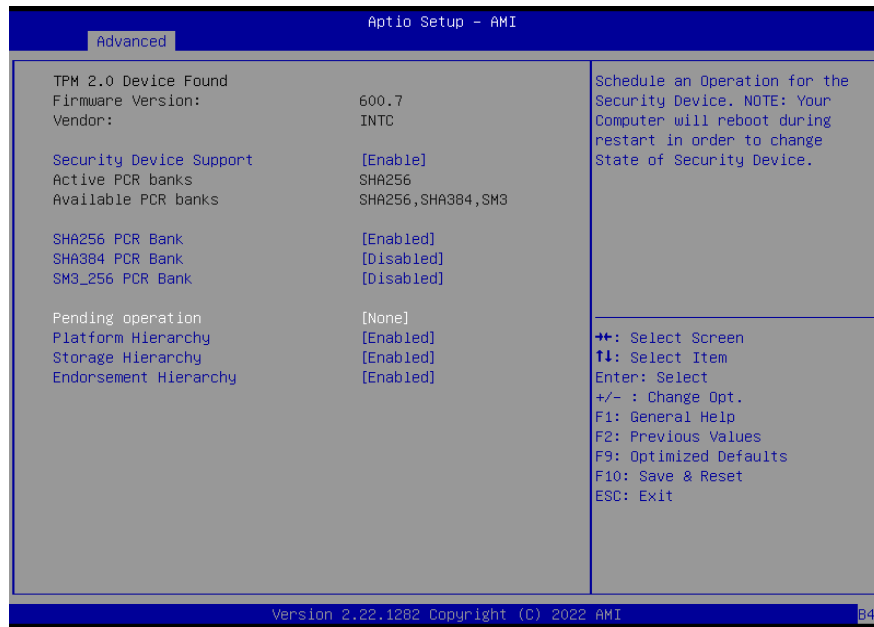 Aptio Setup – AMI
Advanced
TPM 2.0 Device Found
Firmware Version: 600.7
Vendor: INTC
Security Device Support [Enable]
Active PCR banks SHA256
Available PCR banks SHA256,SHA384,SM3
SHA256 PCR Bank [Enabled]
SHA384 PCR Bank [Disabled]
SM3_256 PCR Bank [Disabled]
Pending operation [None]
Platform Hierarchy [Enabled]
Storage Hierarchy [Enabled]
Endorsement Hierarchy [Enabled]
Schedule an Operation for the
Security Device. NOTE: Your
Computer will reboot during
restart in order to change
State of Security Device.
→←: Select Screen
↑↓: Select Item
Enter: Select
+/- : Change Opt.
F1: General Help
F2: Previous Values
F9: Optimized Defaults
F10: Save & Reset
ESC: Exit
Version 2.22.1282 Copyright (C) 2022 AMI
B4